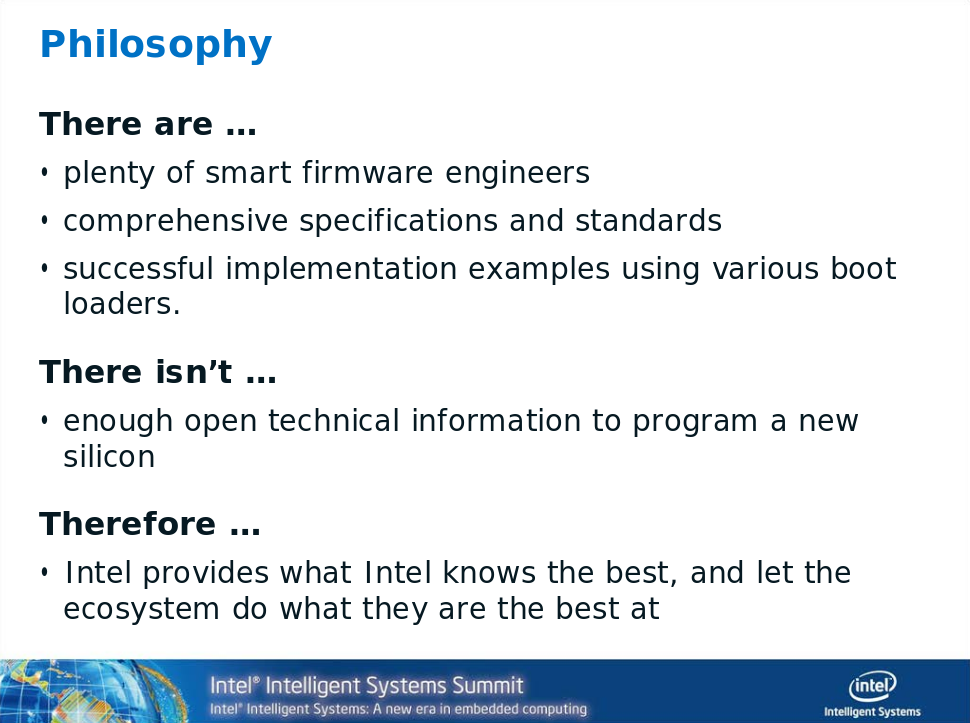 Philosophy
There are …
• plenty of smart firmware engineers
• comprehensive specifications and standards
• successful implementation examples using various boot
loaders.
There isn’t …
• enough open technical information to program a new
silicon
Therefore …
• Intel provides what Intel knows the best, and let the
ecosystem do what they are the best at
Intel® Intelligent Systems Summit
Intel® Intelligent Systems: A new era in embedded computing
intel
Intelligent Systems